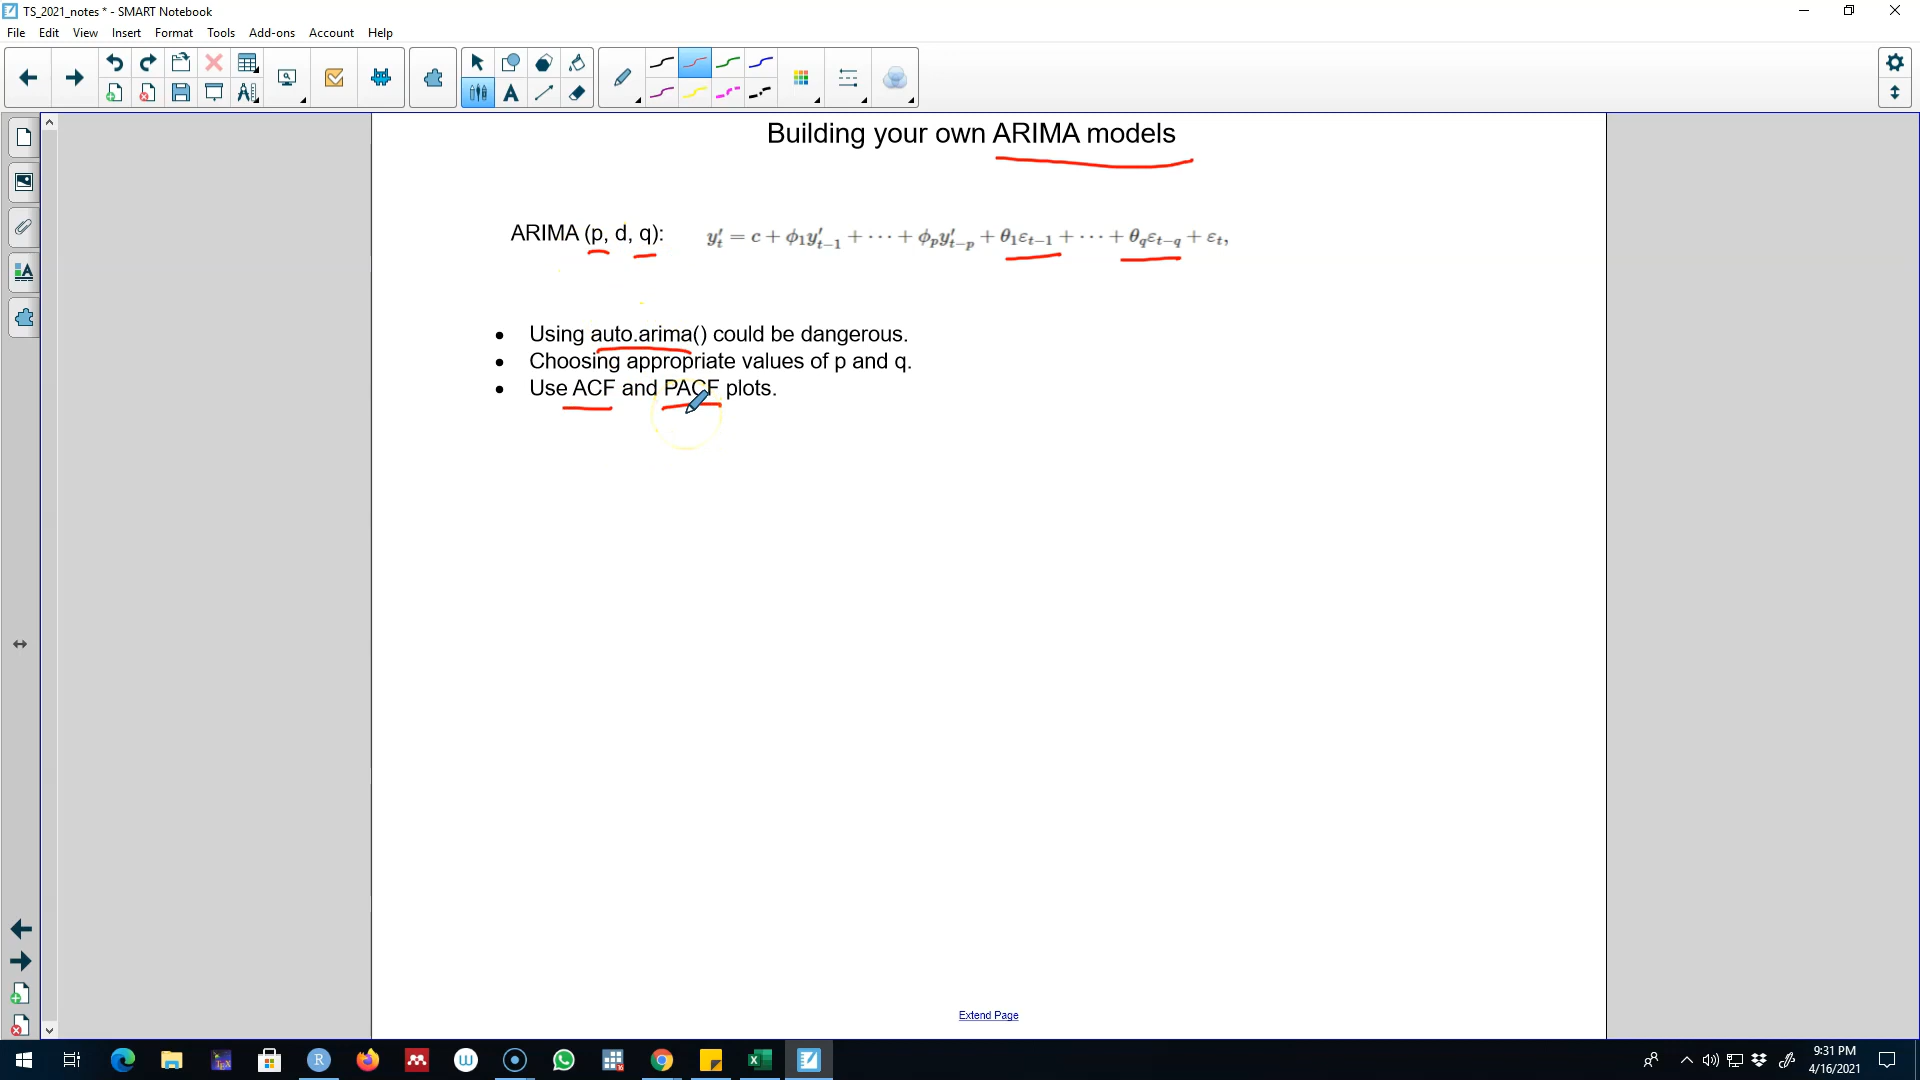 TS_2021_notes * - SMART Notebook
File Edit View Insert Format Tools Add-ons Account Help
Building your own ARIMA models
ARIMA (p, d, q): y′ₜ = c + ϕ₁y′ₜ₋₁ + ⋯ + ϕₚy′ₜ₋ₚ + θ₁εₜ₋₁ + ⋯ + θ_qε_{t−q} + εₜ,
• Using auto.arima() could be dangerous.
• Choosing appropriate values of p and q.
• Use ACF and PACF plots.
Extend Page
9:31 PM
4/16/2021